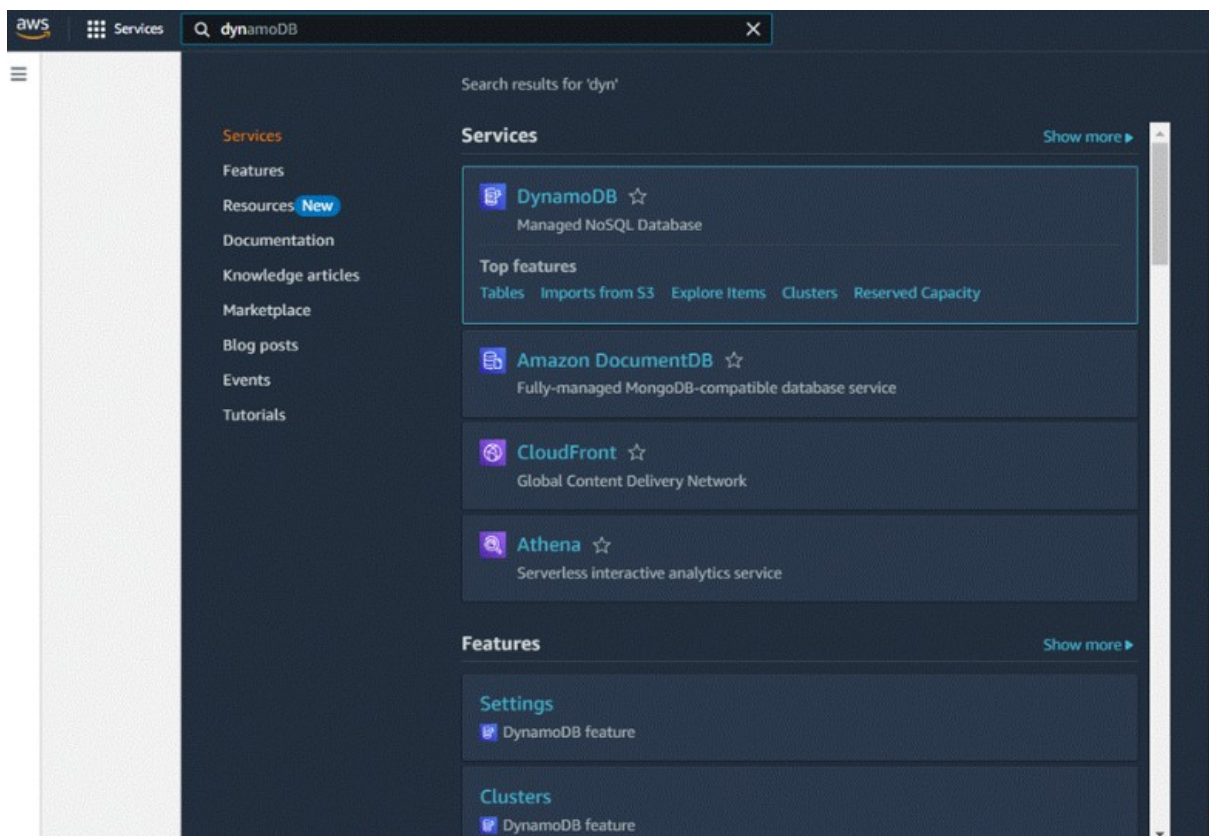 aws
Services
dynamoDB
Search results for 'dyn'
Services
Features
Resources New
Documentation
Knowledge articles
Marketplace
Blog posts
Events
Tutorials
Services
Show more
DynamoDB
Managed NoSQL Database
Top features
Tables Imports from S3 Explore Items Clusters Reserved Capacity
Amazon DocumentDB
Fully-managed MongoDB-compatible database service
CloudFront
Global Content Delivery Network
Athena
Serverless interactive analytics service
Features
Show more
Settings
DynamoDB feature
Clusters
DynamoDB feature